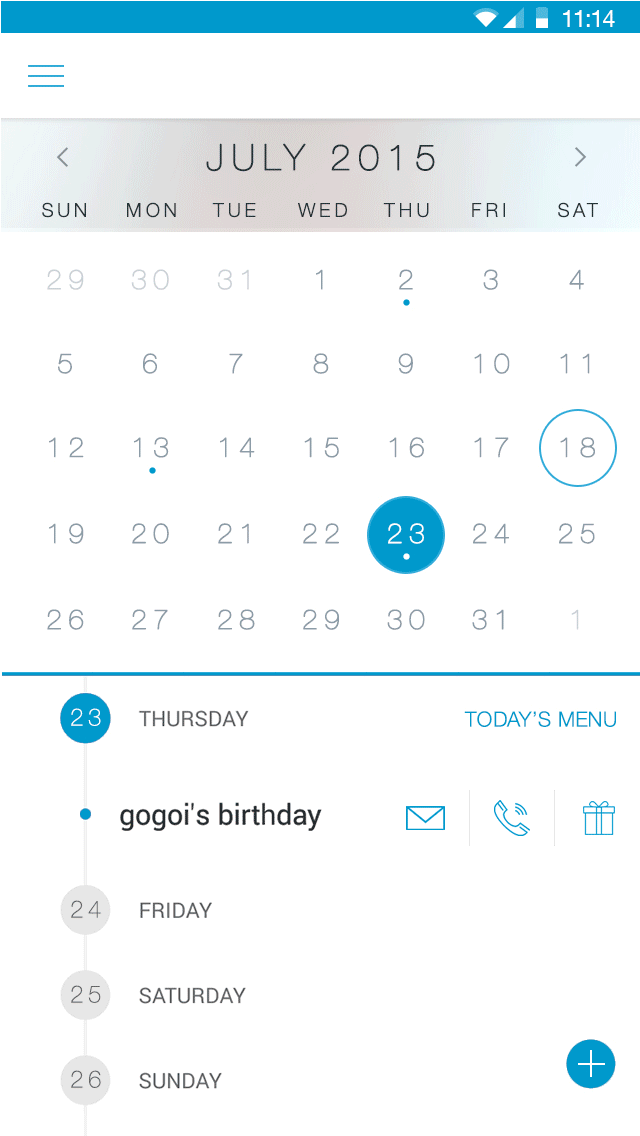 11:14
JULY 2015
SUN MON TUE WED THU FRI SAT
29 30 31 1 2 3 4
5 6 7 8 9 10 11
12 13 14 15 16 17 18
19 20 21 22 23 24 25
26 27 28 29 30 31 1
23 THURSDAY TODAY'S MENU
gogoi's birthday
24 FRIDAY
25 SATURDAY
26 SUNDAY